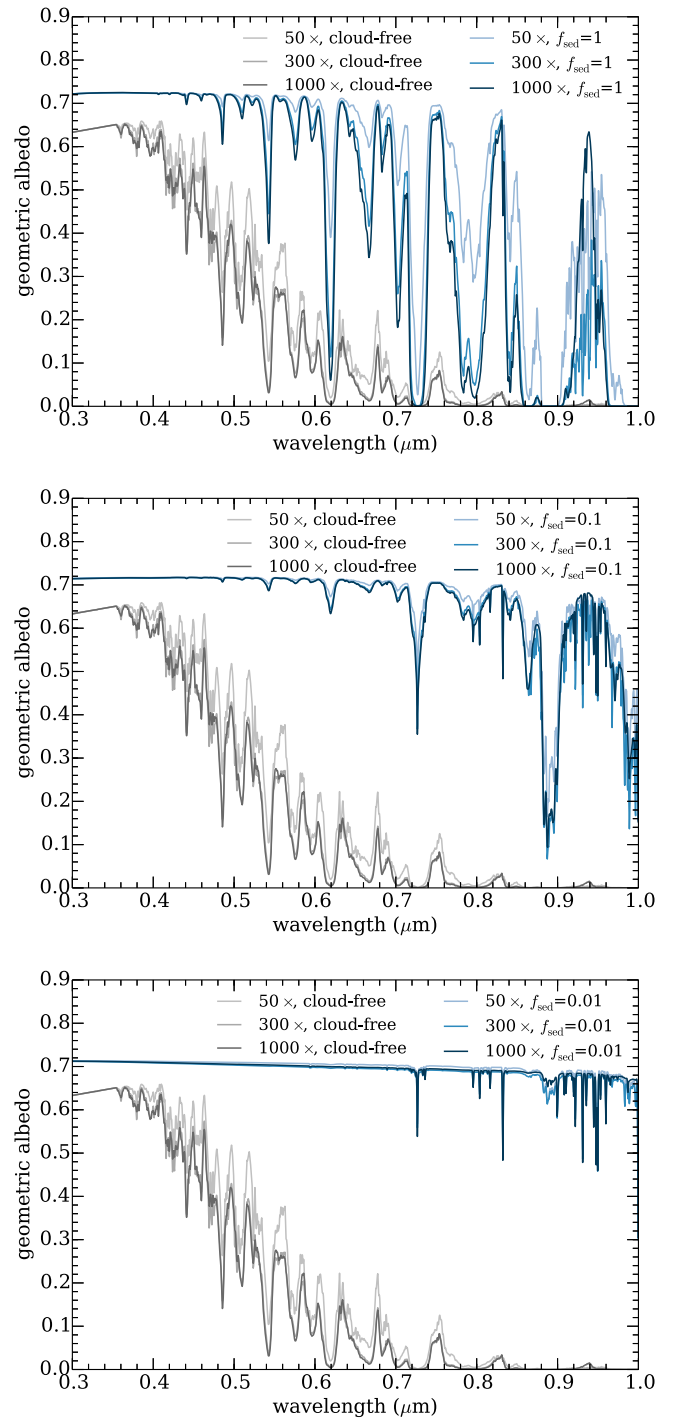 0.9
0.8
0.7
0.6
0.5
0.4
0.3
0.2
0.1
0.0
geometric albedo
50 ×, cloud-free
300 ×, cloud-free
1000 ×, cloud-free
50 ×, f_sed=1
300 ×, f_sed=1
1000 ×, f_sed=1
0.3 0.4 0.5 0.6 0.7 0.8 0.9 1.0
wavelength (μm)
0.9
0.8
0.7
0.6
0.5
0.4
0.3
0.2
0.1
0.0
geometric albedo
50 ×, cloud-free
300 ×, cloud-free
1000 ×, cloud-free
50 ×, f_sed=0.1
300 ×, f_sed=0.1
1000 ×, f_sed=0.1
0.3 0.4 0.5 0.6 0.7 0.8 0.9 1.0
wavelength (μm)
0.9
0.8
0.7
0.6
0.5
0.4
0.3
0.2
0.1
0.0
geometric albedo
50 ×, cloud-free
300 ×, cloud-free
1000 ×, cloud-free
50 ×, f_sed=0.01
300 ×, f_sed=0.01
1000 ×, f_sed=0.01
0.3 0.4 0.5 0.6 0.7 0.8 0.9 1.0
wavelength (μm)